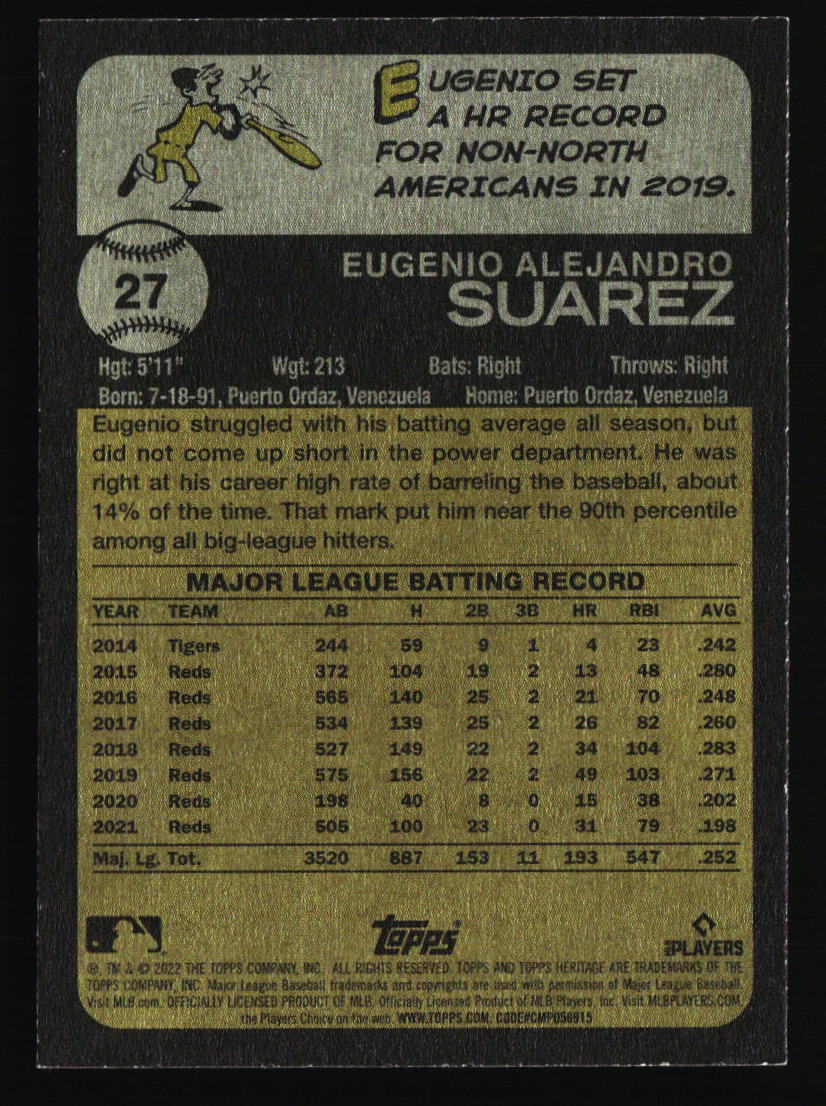 EUGENIO SET
A HR RECORD
FOR NON-NORTH
AMERICANS IN 2019.
27
EUGENIO ALEJANDRO
SUAREZ
Hgt: 5'11" Wgt: 213 Bats: Right Throws: Right
Born: 7-18-91, Puerto Ordaz, Venezuela Home: Puerto Ordaz, Venezuela
Eugenio struggled with his batting average all season, but
did not come up short in the power department. He was
right at his career high rate of barreling the baseball, about
14% of the time. That mark put him near the 90th percentile
among all big-league hitters.
MAJOR LEAGUE BATTING RECORD
YEAR TEAM AB H 2B 3B HR RBI AVG
2014 Tigers 244 59 9 1 4 23 .242
2015 Reds 372 104 19 2 13 48 .280
2016 Reds 565 140 25 2 21 70 .248
2017 Reds 534 139 25 2 26 82 .260
2018 Reds 527 149 22 2 34 104 .283
2019 Reds 575 156 22 2 49 103 .271
2020 Reds 198 40 8 0 15 38 .202
2021 Reds 505 100 23 0 31 79 .198
Maj. Lg. Tot. 3520 887 153 11 193 547 .252
topps®
PLAYERS
®, TM & © 2022 THE TOPPS COMPANY, INC. ALL RIGHTS RESERVED. TOPPS AND TOPPS HERITAGE ARE TRADEMARKS OF THE
TOPPS COMPANY, INC. Major League Baseball trademarks and copyrights are used with permission of Major League Baseball.
Visit MLB.com. OFFICIALLY LICENSED PRODUCT OF MLB. Officially Licensed Product of MLB Players, Inc. Visit MLBPLAYERS.COM,
the Players Choice on the web. WWW.TOPPS.COM. CODE#CMP050915